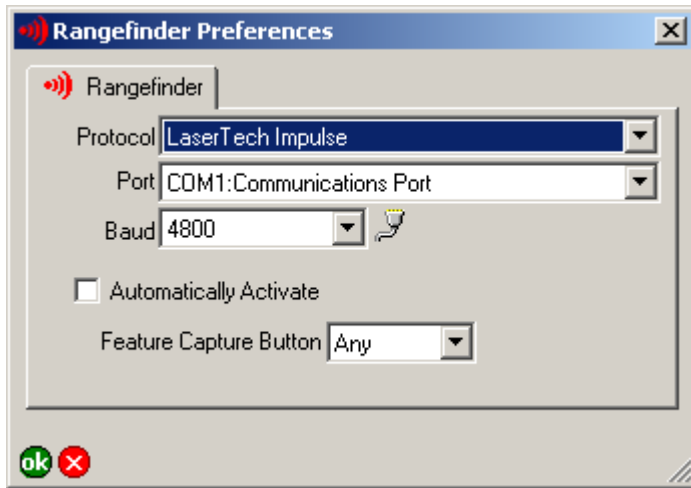 Rangefinder Preferences
Rangefinder
Protocol LaserTech Impulse
Port COM1:Communications Port
Baud 4800
Automatically Activate
Feature Capture Button Any
ok